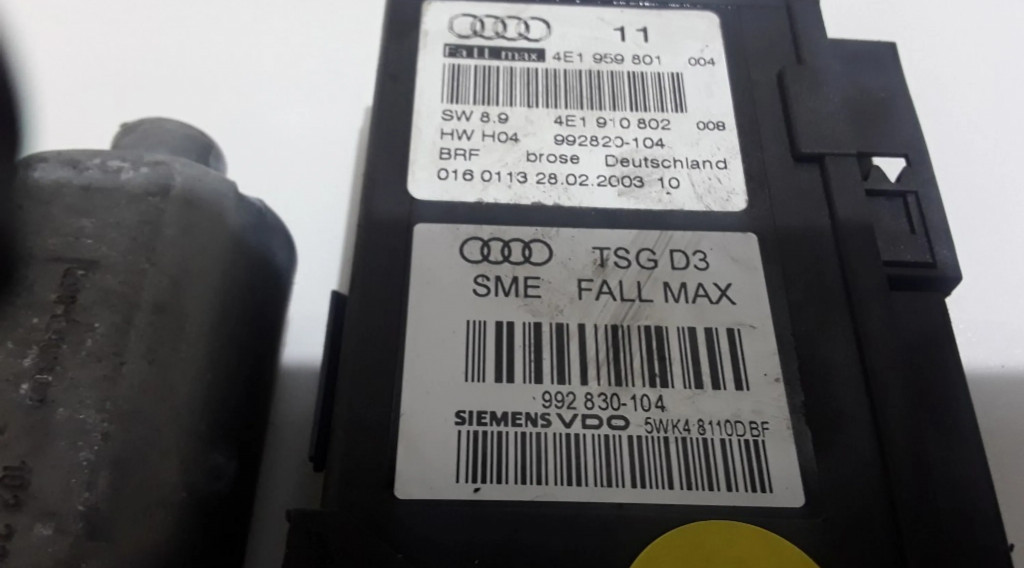 11
Fall max. 4E1 959 801 004
SW 8.9 4E1 910 802 008
HW H04 992820-104
BRF brose Deutschland
016 0113 28.02.2003 10
TSG D3
SME FALL MAX
992 830-104
SIEMENS VDO 5WK4 8110D BF